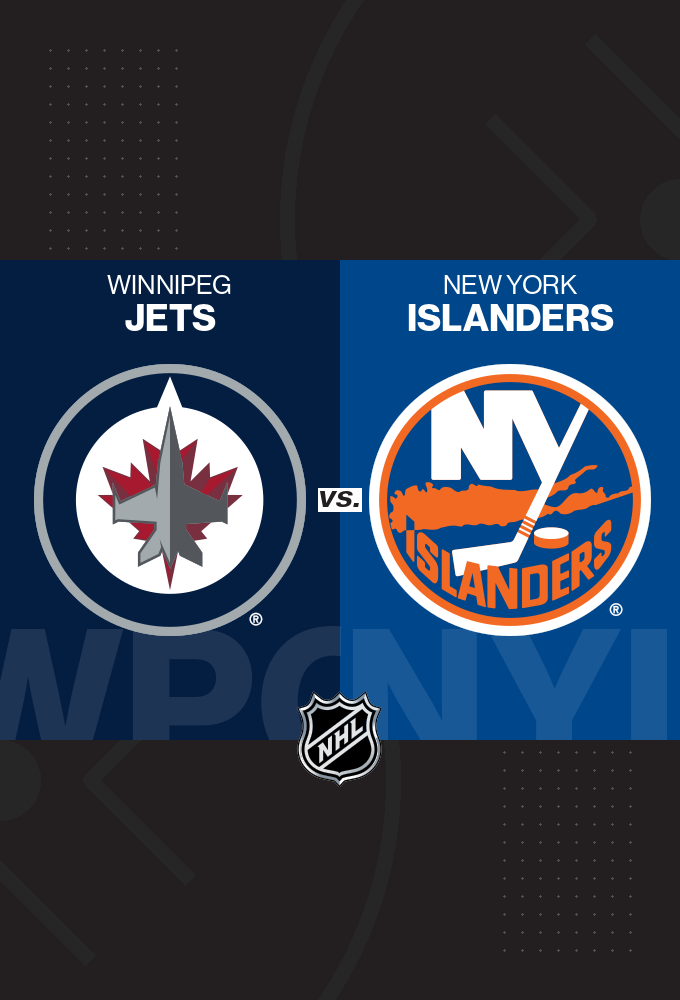 WINNIPEG
JETS
NEW YORK
ISLANDERS
NY
ISLANDERS
VS.
®
®
WPG
NYI
NHL